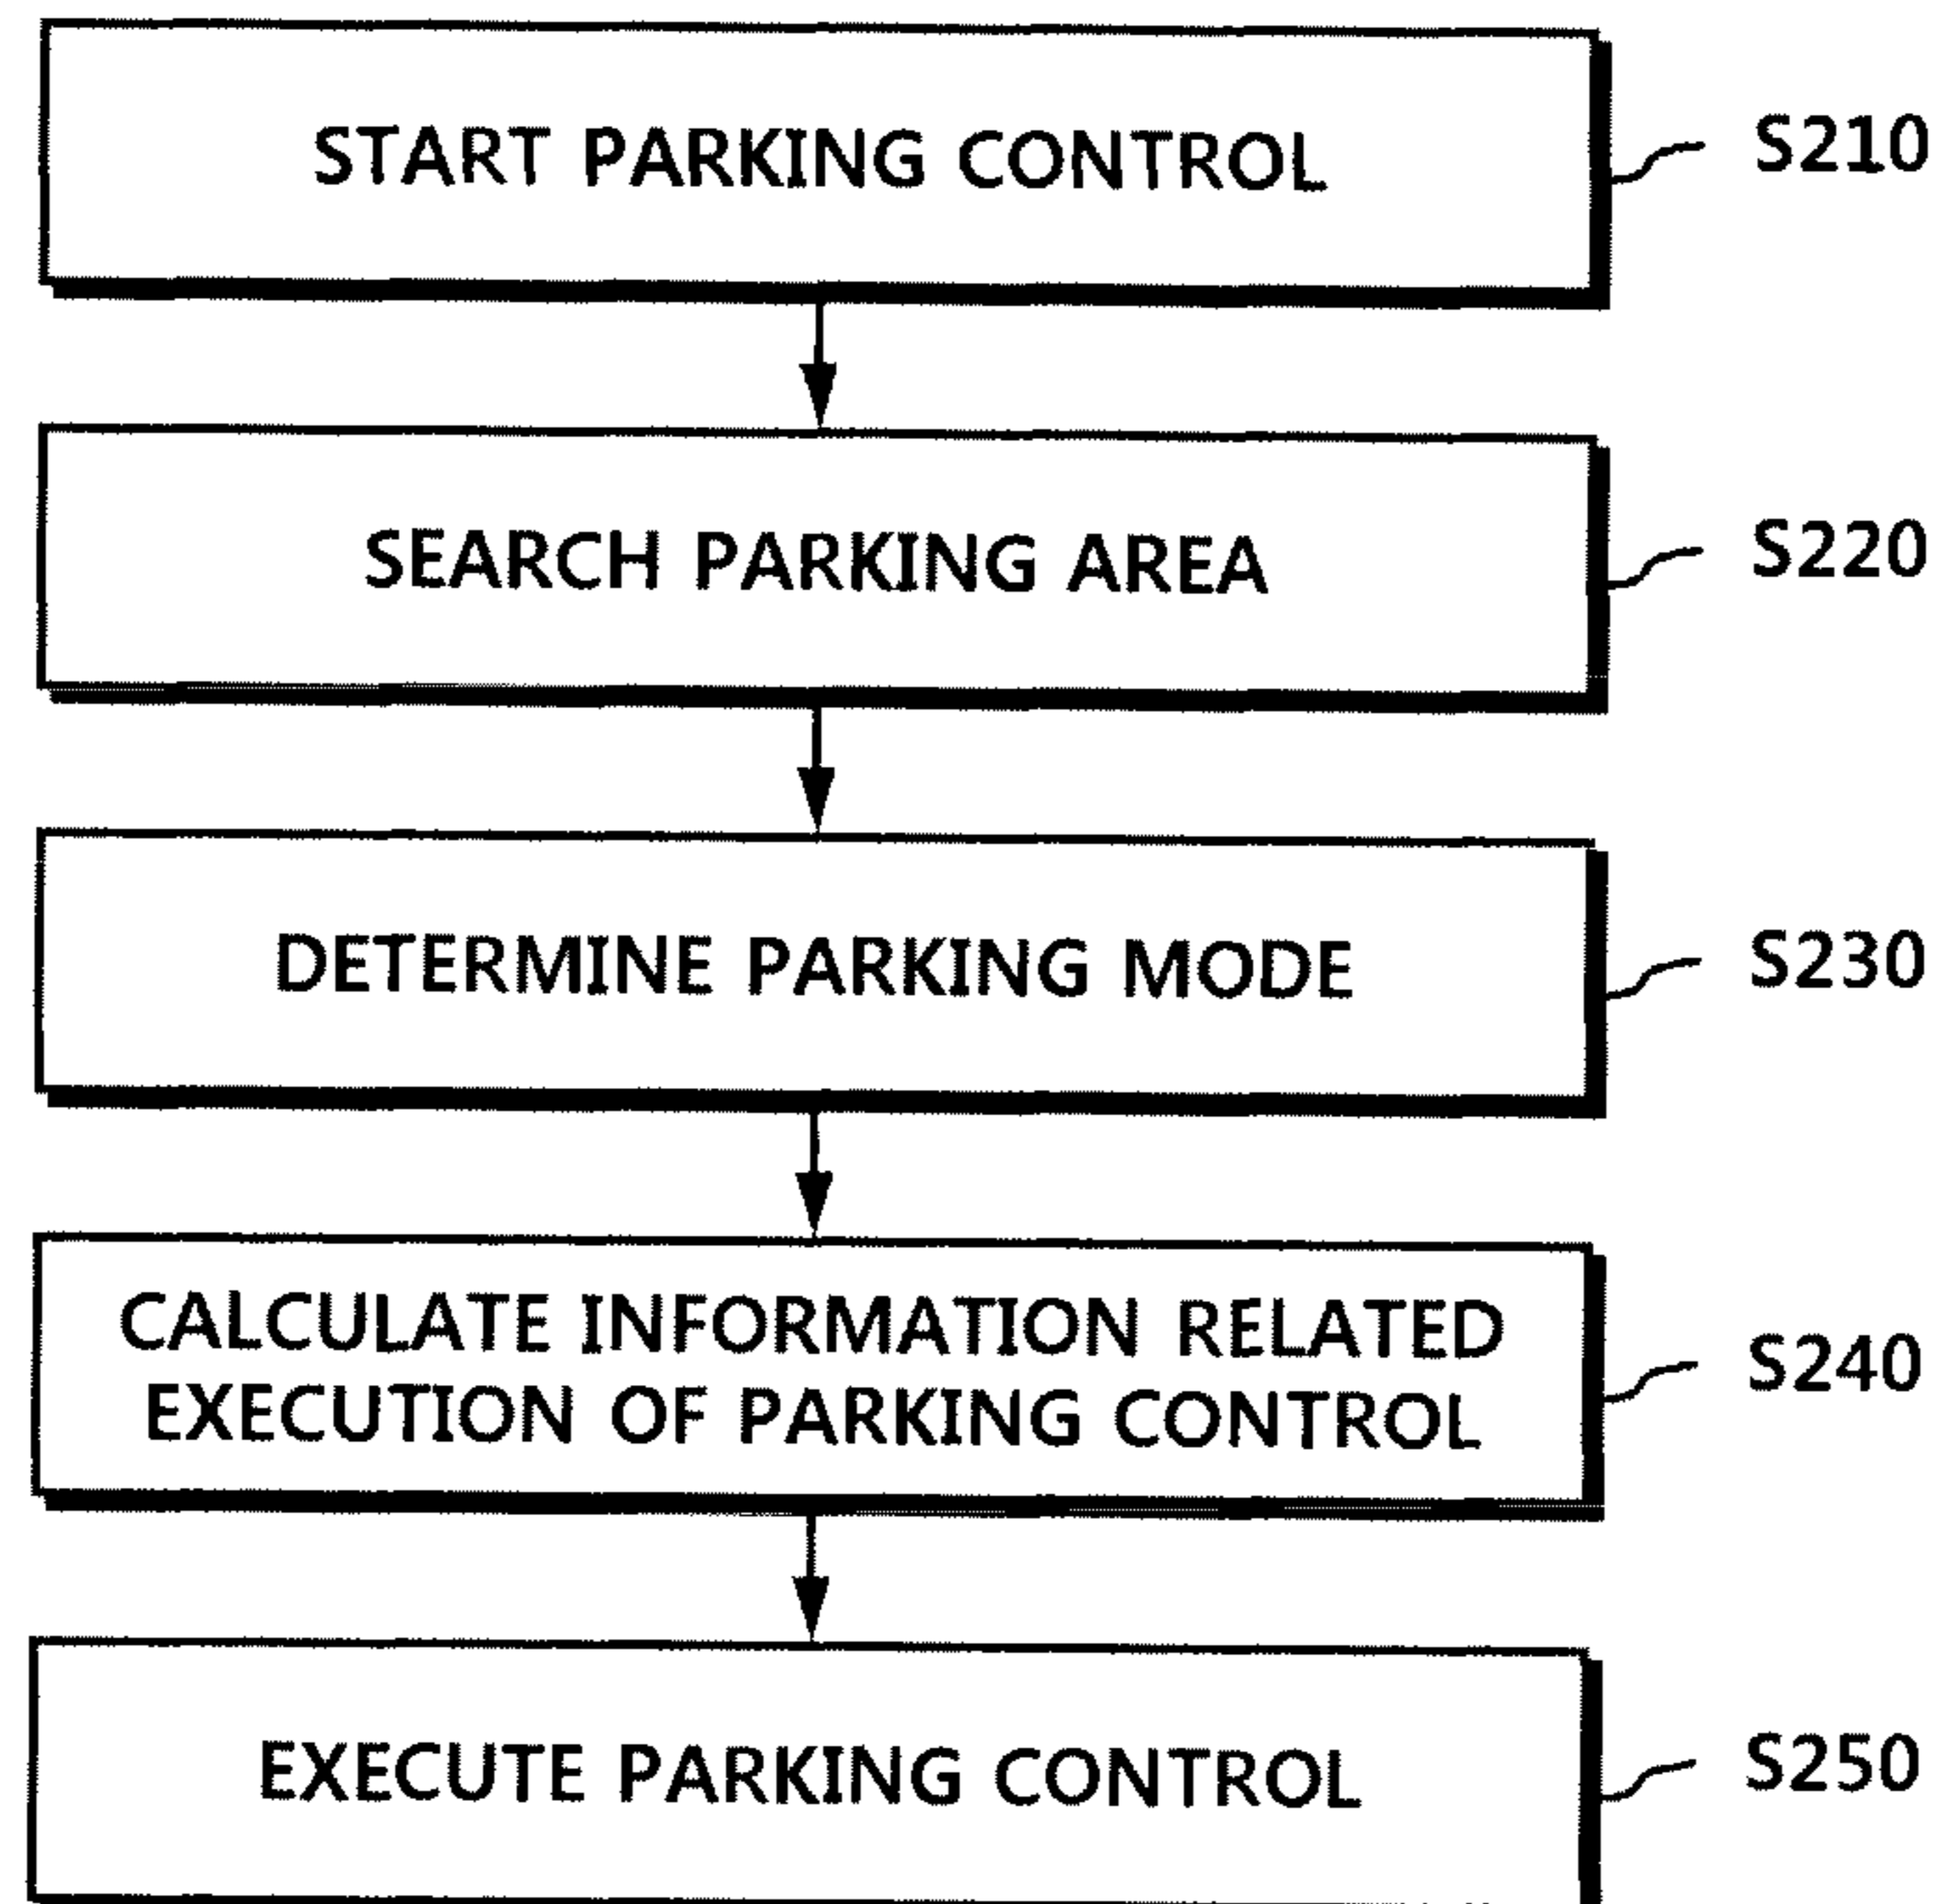 START PARKING CONTROL
S210
SEARCH PARKING AREA
S220
DETERMINE PARKING MODE
S230
CALCULATE INFORMATION RELATED
EXECUTION OF PARKING CONTROL
S240
EXECUTE PARKING CONTROL
S250